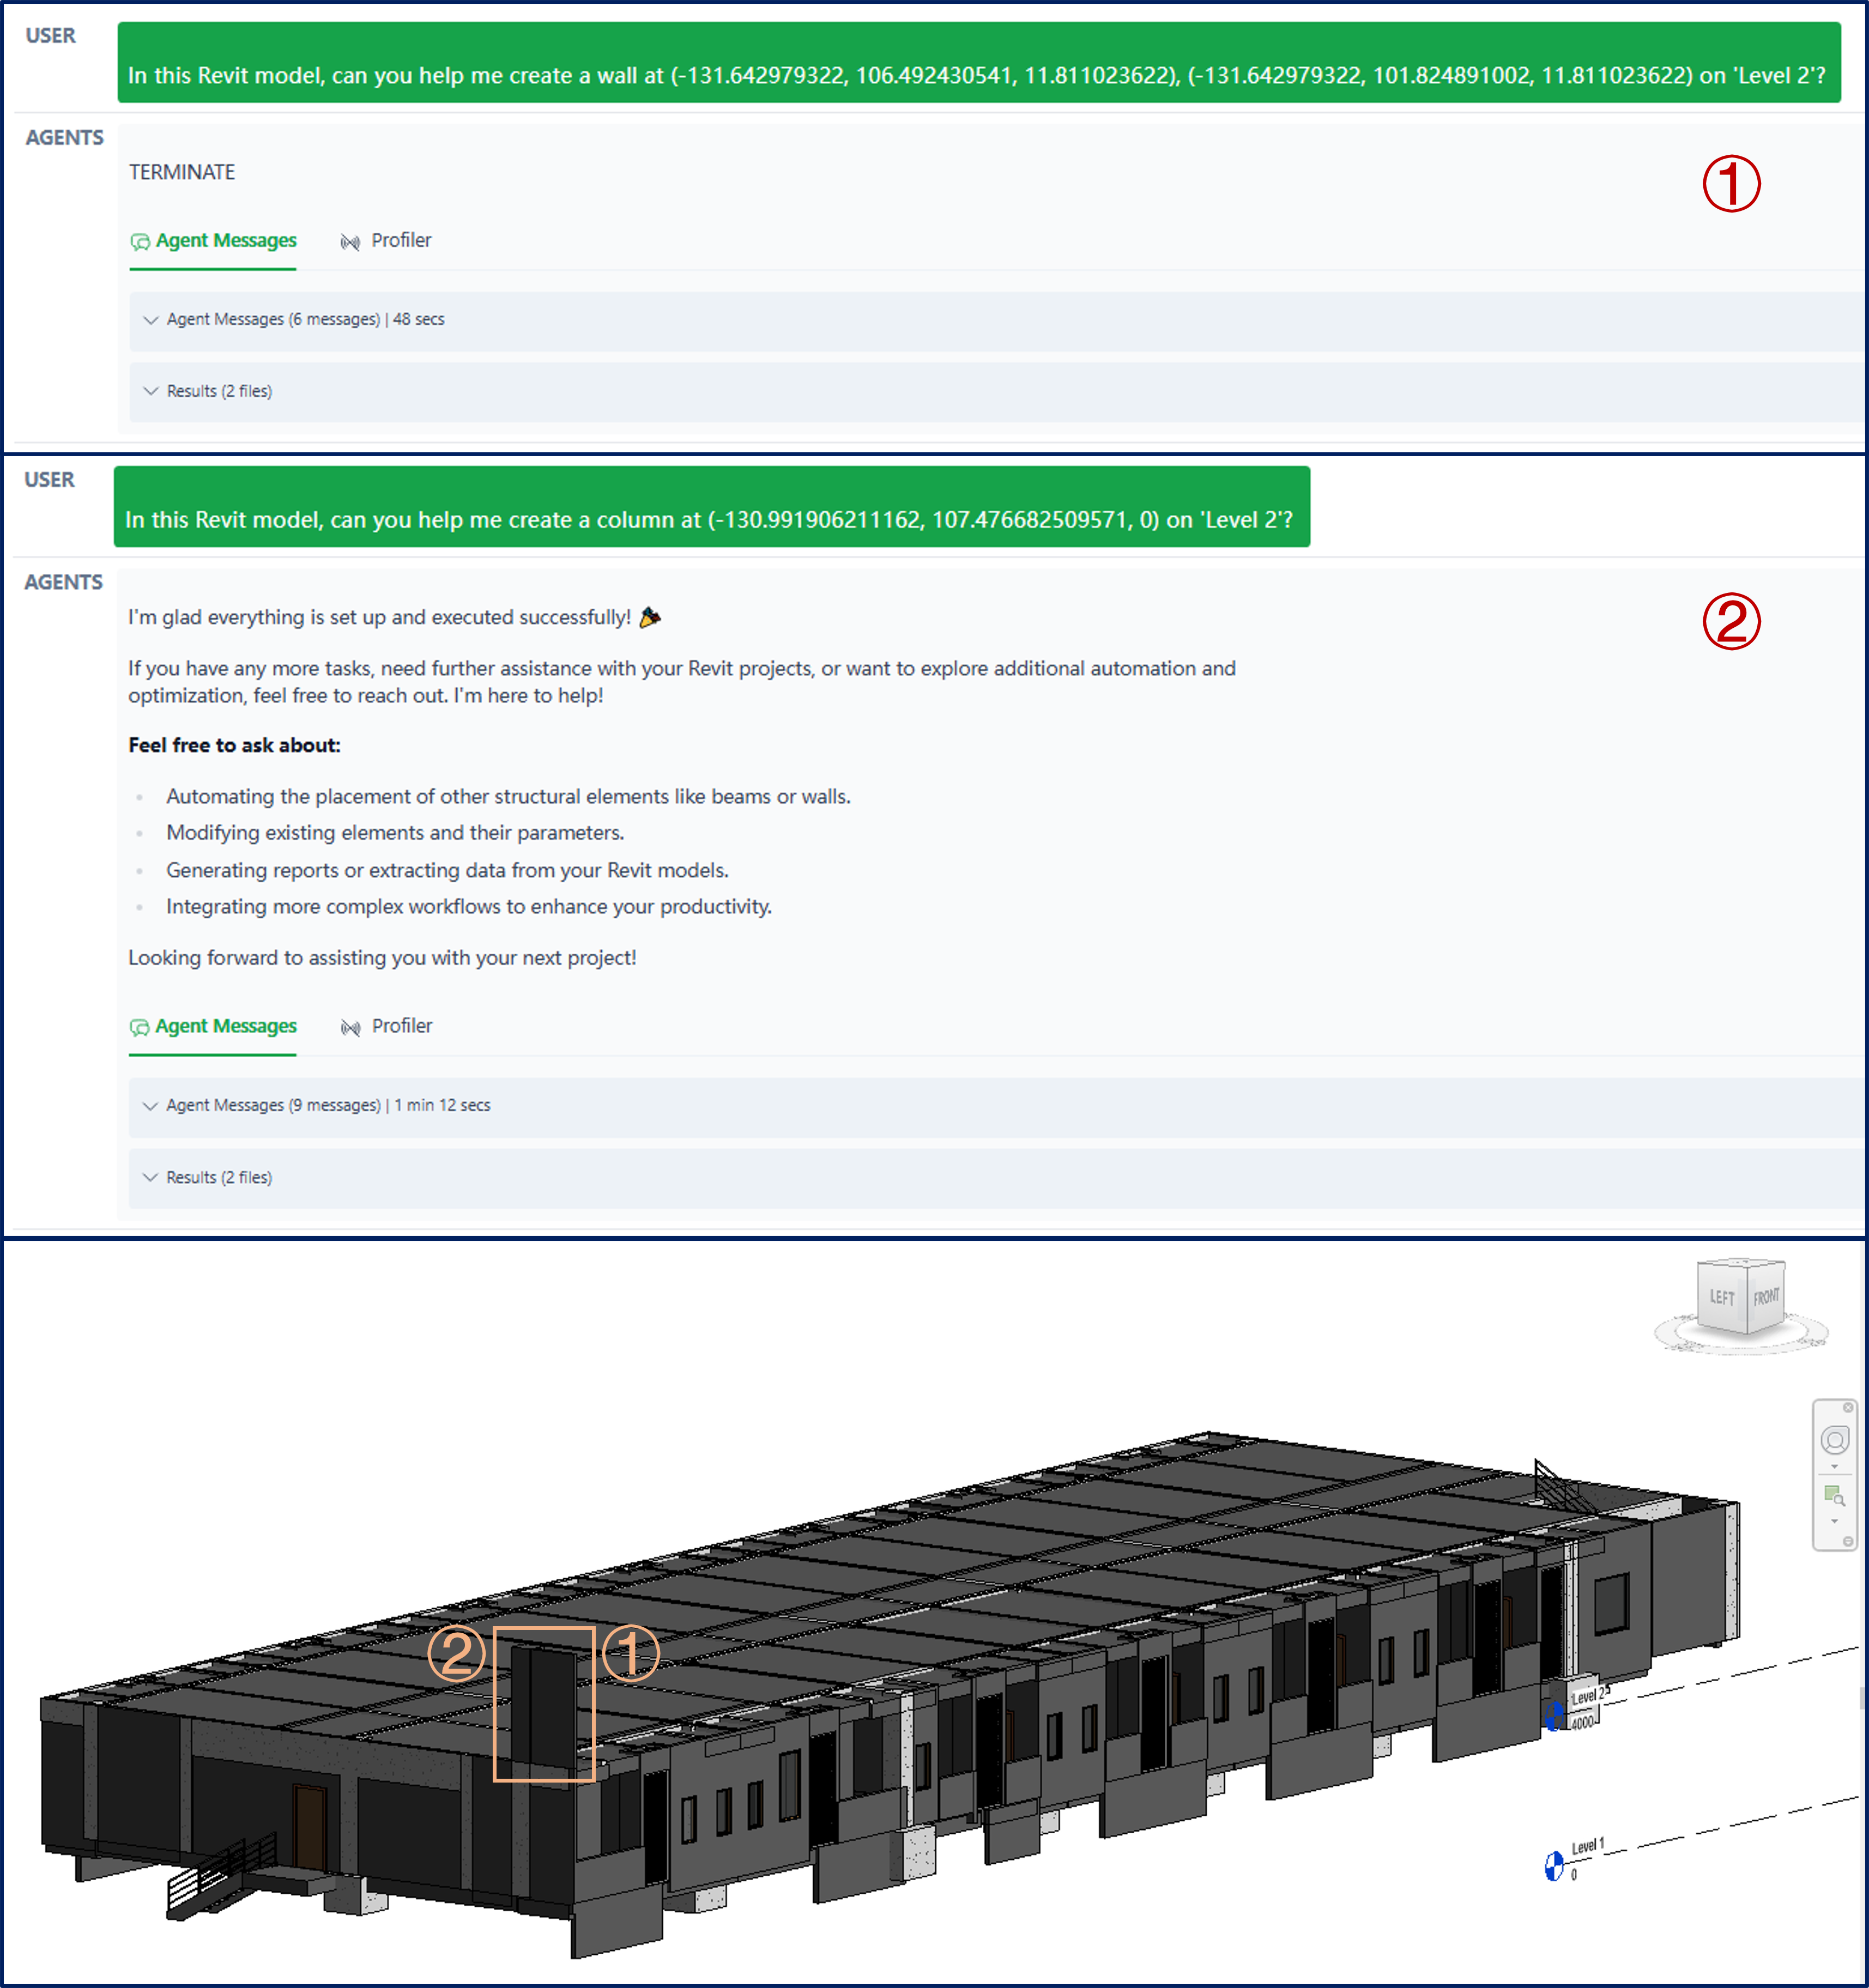 USER
In this Revit model, can you help me create a wall at (-131.642979322, 106.492430541, 11.811023622), (-131.642979322, 101.824891002, 11.811023622) on 'Level 2'?
AGENTS
TERMINATE
①
Agent Messages
Profiler
Agent Messages (6 messages) | 48 secs
Results (2 files)
USER
In this Revit model, can you help me create a column at (-130.991906211162, 107.476682509571, 0) on 'Level 2'?
AGENTS
I'm glad everything is set up and executed successfully! 🎉
②
If you have any more tasks, need further assistance with your Revit projects, or want to explore additional automation and
optimization, feel free to reach out. I'm here to help!
Feel free to ask about:
• Automating the placement of other structural elements like beams or walls.
• Modifying existing elements and their parameters.
• Generating reports or extracting data from your Revit models.
• Integrating more complex workflows to enhance your productivity.
Looking forward to assisting you with your next project!
Agent Messages
Profiler
Agent Messages (9 messages) | 1 min 12 secs
Results (2 files)
LEFT
FRONT
②
①
Level 2
4000
Level 1
0